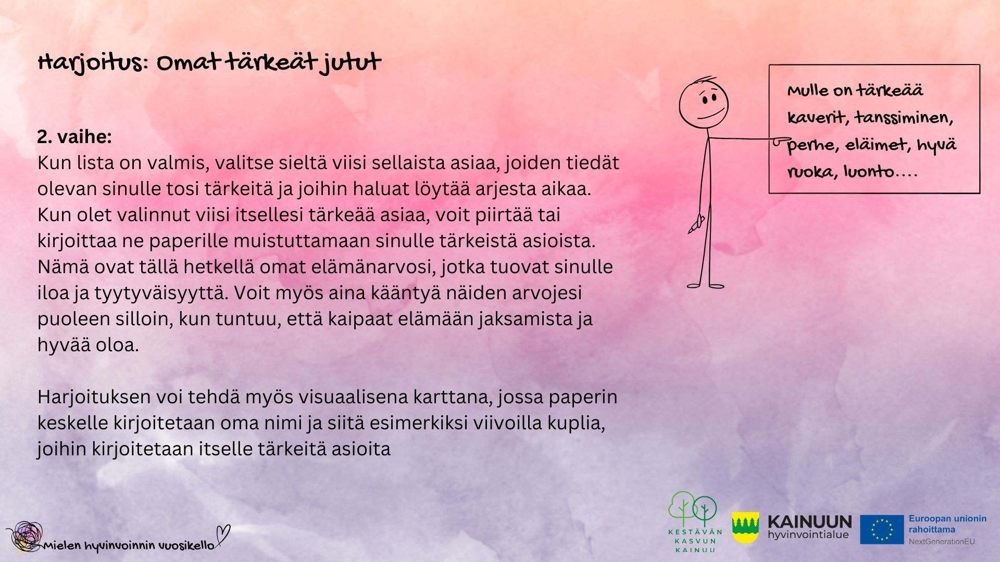 Harjoitus: Omat tärkeät jutut
2. vaihe:
Kun lista on valmis, valitse sieltä viisi sellaista asiaa, joiden tiedät
olevan sinulle tosi tärkeitä ja joihin haluat löytää arjesta aikaa.
Kun olet valinnut viisi itsellesi tärkeää asiaa, voit piirtää tai
kirjoittaa ne paperille muistuttamaan sinulle tärkeistä asioista.
Nämä ovat tällä hetkellä omat elämänarvosi, jotka tuovat sinulle
iloa ja tyytyväisyyttä. Voit myös aina kääntyä näiden arvojesi
puoleen silloin, kun tuntuu, että kaipaat elämään jaksamista ja
hyvää oloa.
Harjoituksen voi tehdä myös visuaalisena karttana, jossa paperin
keskelle kirjoitetaan oma nimi ja siitä esimerkiksi viivoilla kuplia,
joihin kirjoitetaan itselle tärkeitä asioita
Mulle on tärkeää
kaverit, tanssiminen,
perhe, eläimet, hyvä
ruoka, luonto....
Mielen hyvinvoinnin vuosikello
KESTÄVÄN
KASVUN
KAINUU
KAINUUN
hyvinvointialue
Euroopan unionin
rahoittama
NextGenerationEU